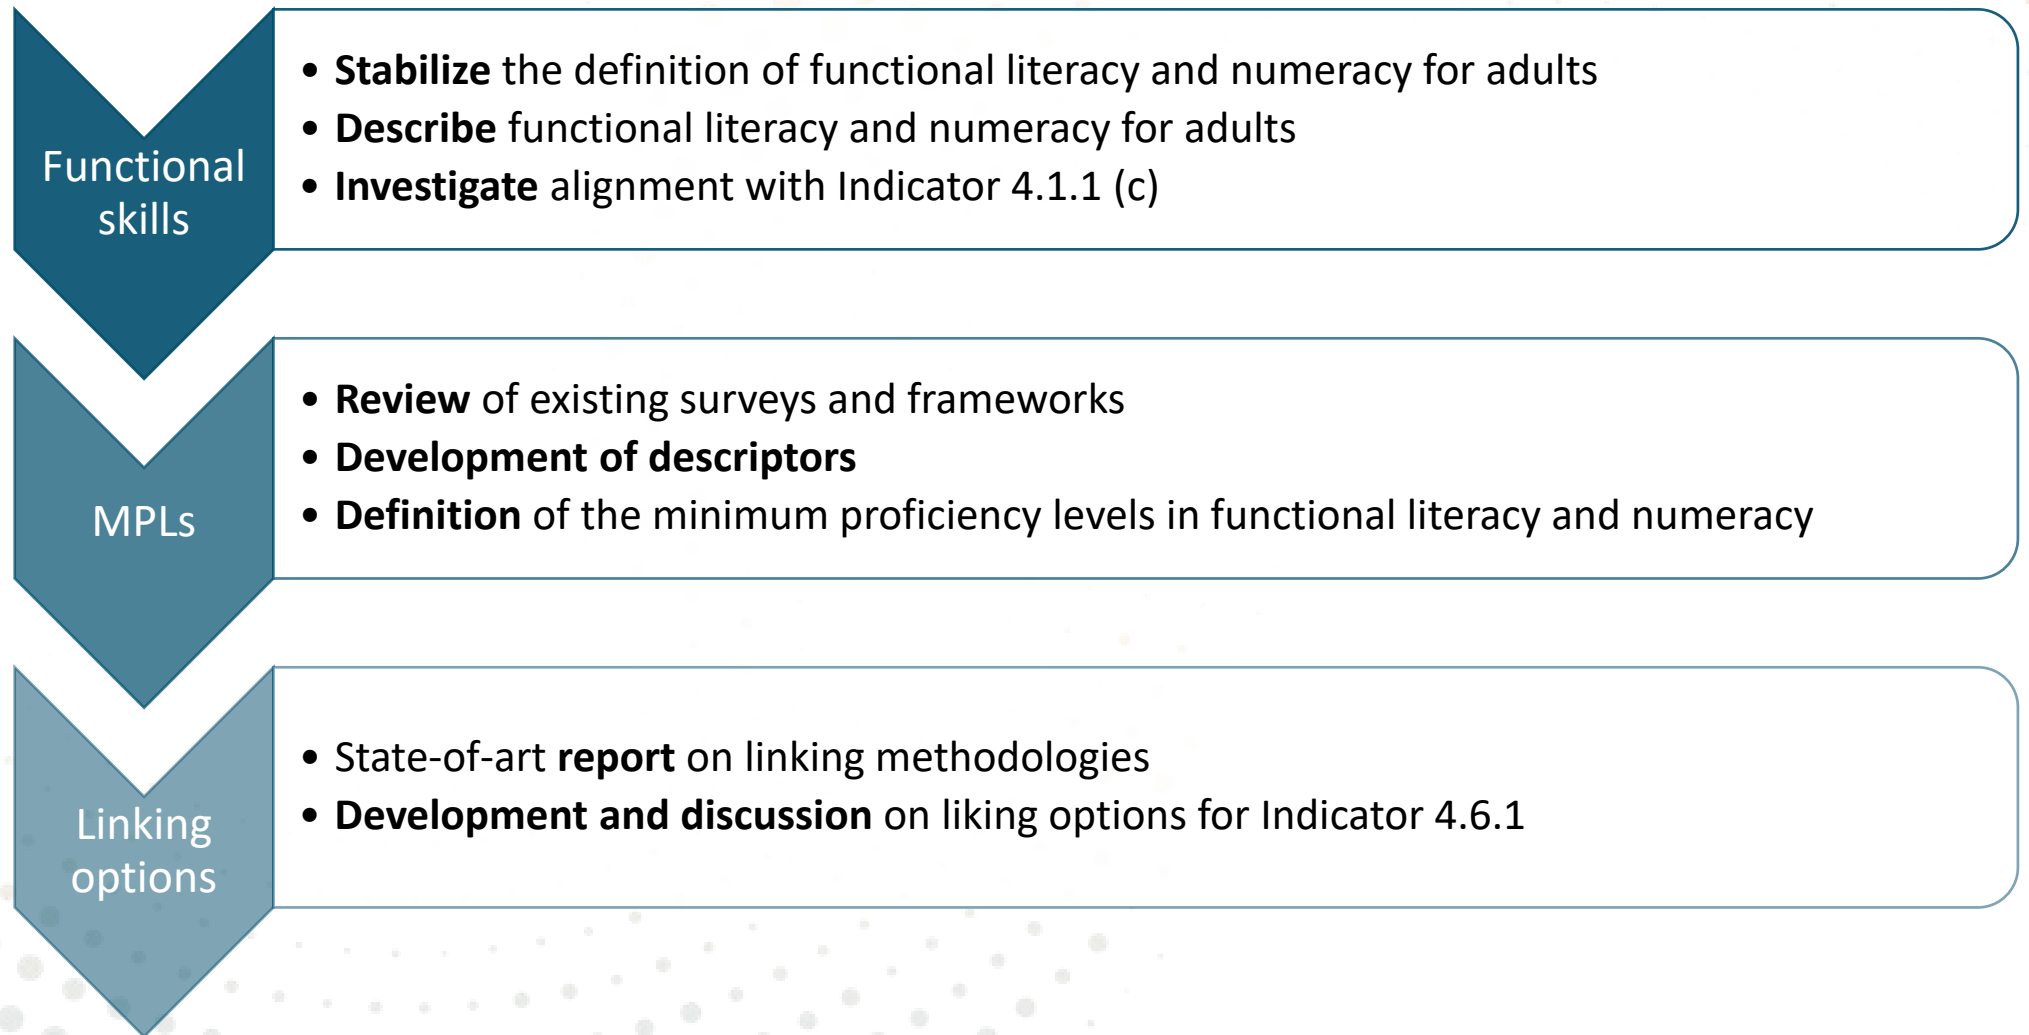 Functional
skills
• Stabilize the definition of functional literacy and numeracy for adults
• Describe functional literacy and numeracy for adults
• Investigate alignment with Indicator 4.1.1 (c)
MPLs
• Review of existing surveys and frameworks
• Development of descriptors
• Definition of the minimum proficiency levels in functional literacy and numeracy
Linking
options
• State-of-art report on linking methodologies
• Development and discussion on liking options for Indicator 4.6.1